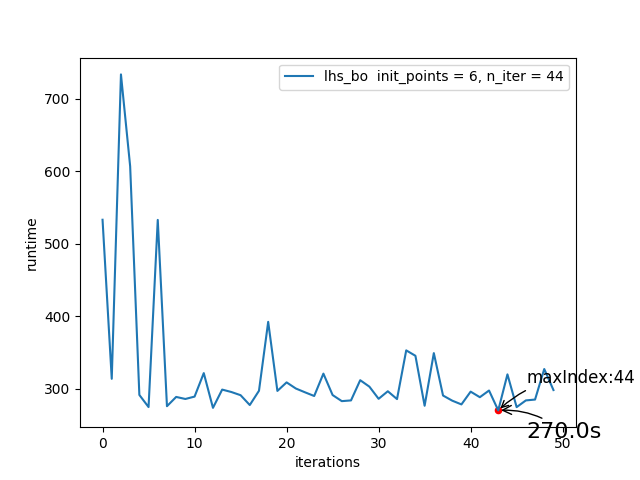 lhs_bo  init_points = 6, n_iter = 44
700
600
500
400
300
runtime
maxIndex:44
270.0s
0
10
20
30
40
50
iterations